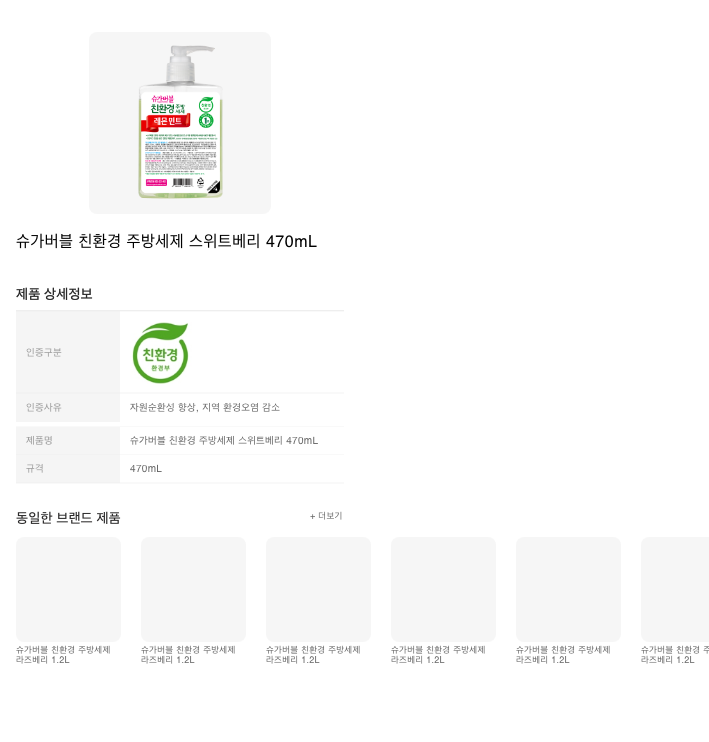 슈가버블
친환경 주방세제
레몬 민트
슈가버블 친환경 주방세제 스위트베리 470mL
제품 상세정보
인증구분
친환경
환경부
인증사유
자원순환성 향상, 지역 환경오염 감소
제품명
슈가버블 친환경 주방세제 스위트베리 470mL
규격
470mL
동일한 브랜드 제품
+ 더보기
슈가버블 친환경 주방세제
라즈베리 1.2L
슈가버블 친환경 주방세제
라즈베리 1.2L
슈가버블 친환경 주방세제
라즈베리 1.2L
슈가버블 친환경 주방세제
라즈베리 1.2L
슈가버블 친환경 주방세제
라즈베리 1.2L
슈가버블 친환경 주
라즈베리 1.2L